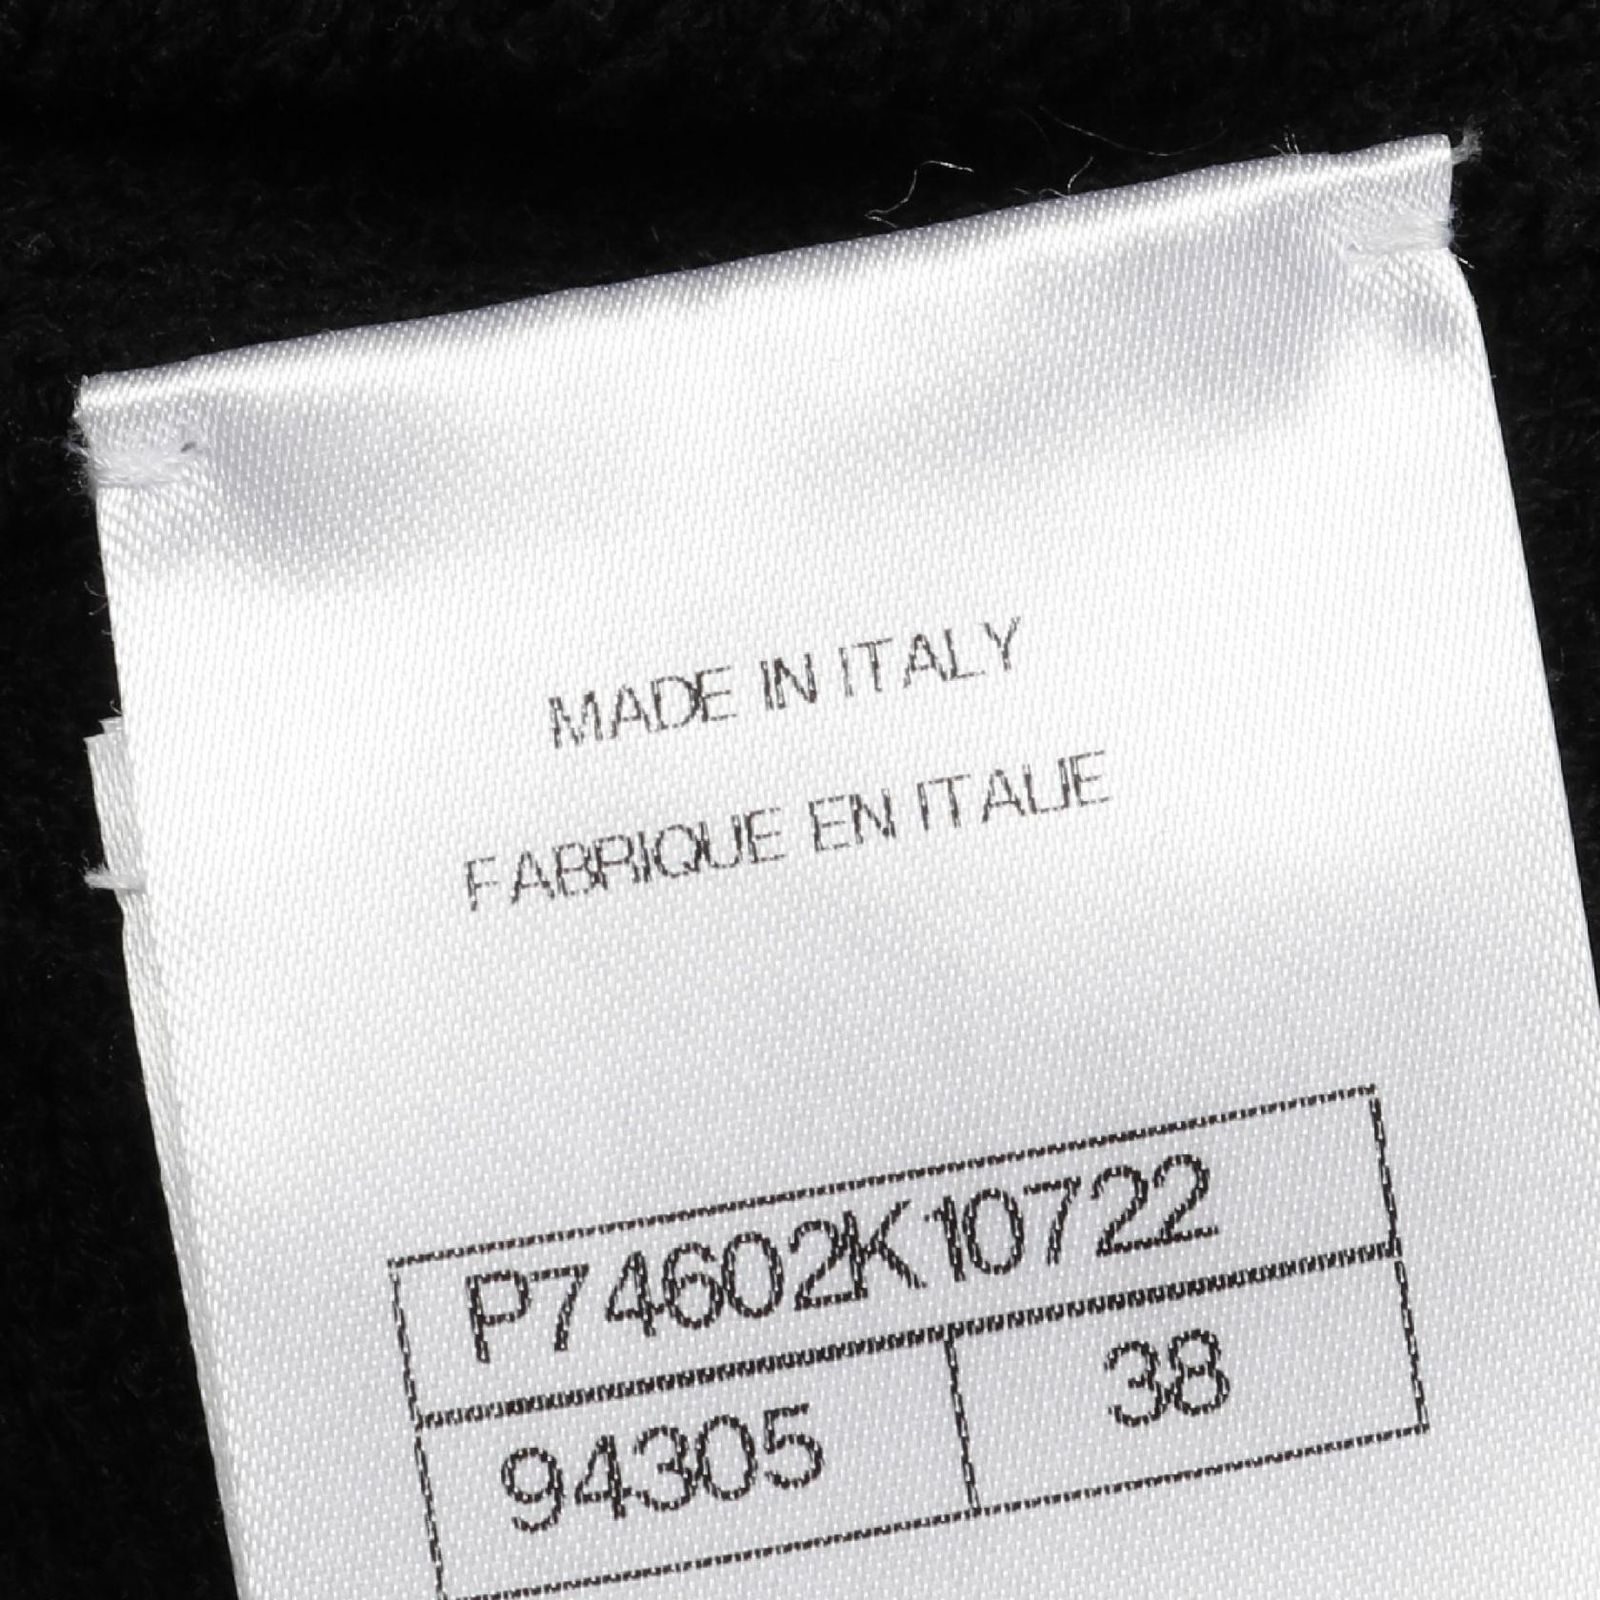 MADE IN ITALY
FABRIQUE EN ITALIE
P74602K10722
94305 38